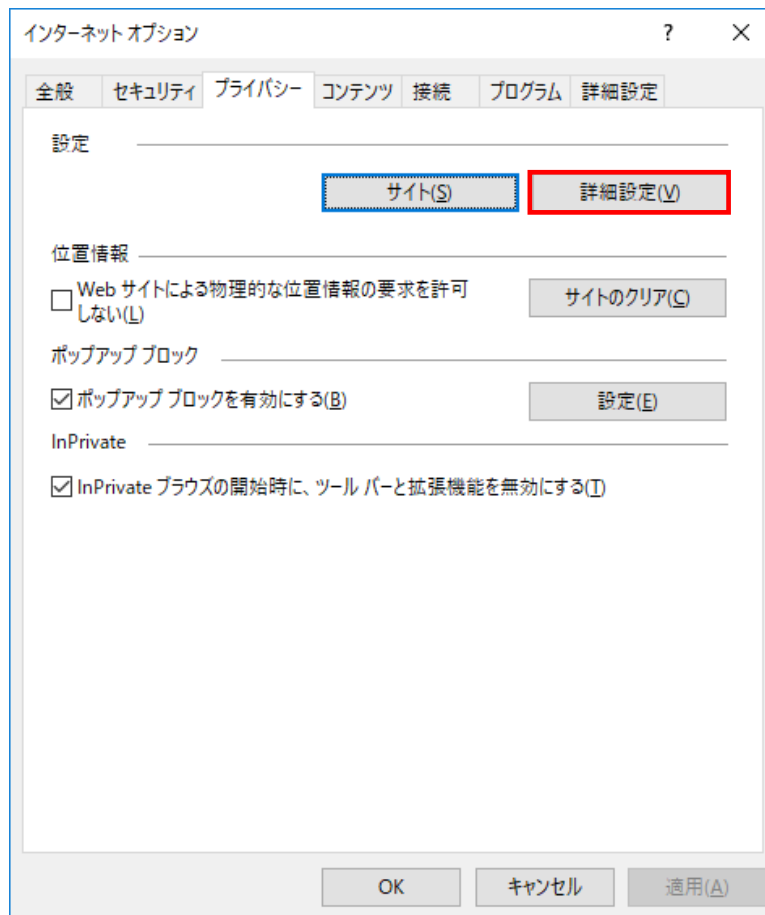 インターネット オプション ? ×
全般 セキュリティ プライバシー コンテンツ 接続 プログラム 詳細設定
設定
サイト(S) 詳細設定(V)
位置情報
Web サイトによる物理的な位置情報の要求を許可
しない(L)
サイトのクリア(C)
ポップアップ ブロック
ポップアップ ブロックを有効にする(B) 設定(E)
InPrivate
InPrivate ブラウズの開始時に、ツール バーと拡張機能を無効にする(T)
OK キャンセル 適用(A)